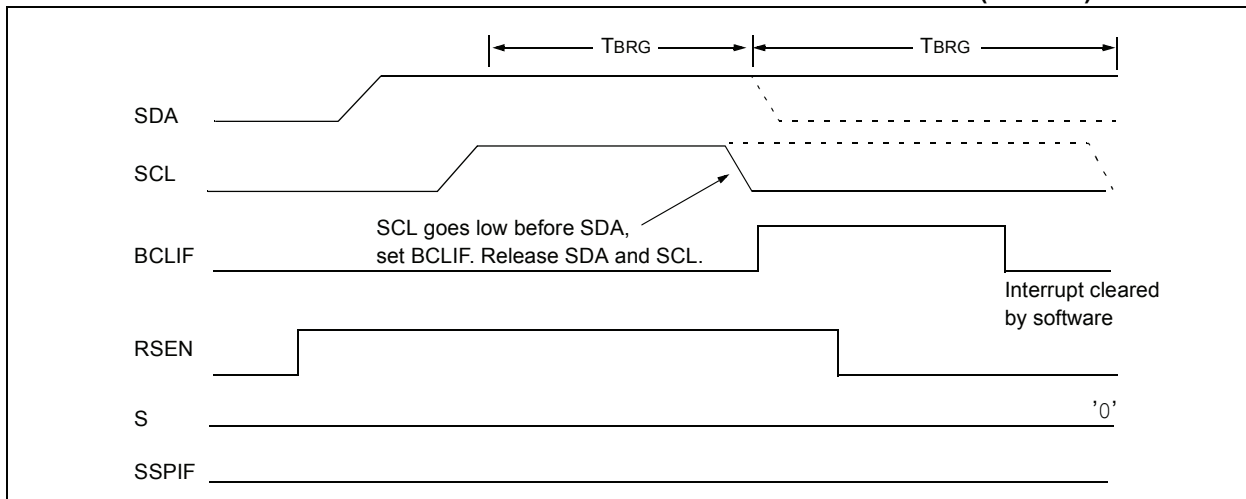 TBRG TBRG
SDA
SCL
SCL goes low before SDA,
set BCLIF. Release SDA and SCL.
BCLIF
Interrupt cleared
by software
RSEN
S '0'
SSPIF